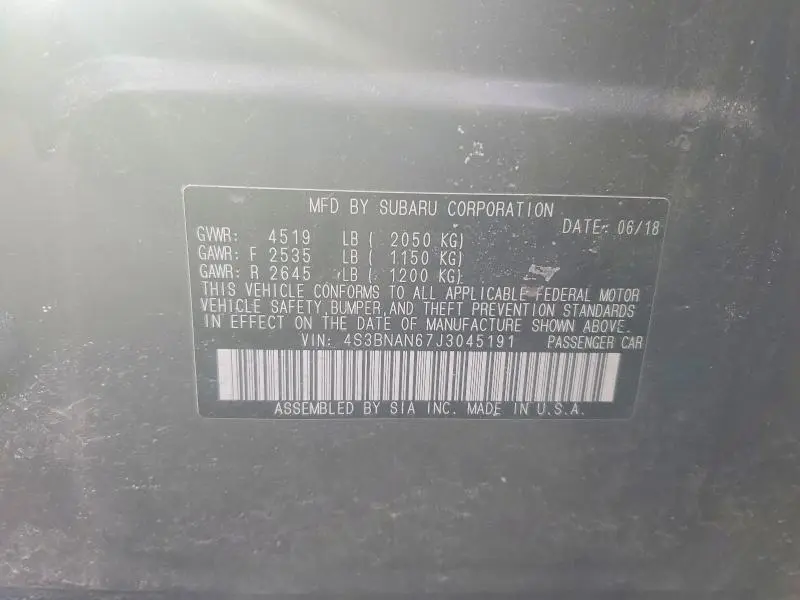 MFD BY SUBARU CORPORATION
DATE: 06/18
GVWR: 4519 LB ( 2050 KG)
GAWR: F 2535 LB ( 1150 KG)
GAWR: R 2645 LB ( 1200 KG)
THIS VEHICLE CONFORMS TO ALL APPLICABLE FEDERAL MOTOR
VEHICLE SAFETY, BUMPER, AND THEFT PREVENTION STANDARDS
IN EFFECT ON THE DATE OF MANUFACTURE SHOWN ABOVE.
VIN: 4S3BNAN67J3045191 PASSENGER CAR
ASSEMBLED BY SIA INC. MADE IN U.S.A.